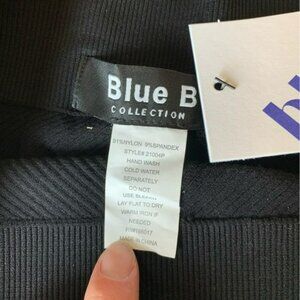 Blue B
COLLECTION
91%NYLON 9%SPANDEX
STYLE# 21004P
HAND WASH
COLD WATER
SEPARATELY
DO NOT
USE BLEACH
LAY FLAT TO DRY
WARM IRON IF
NEEDED
MADE IN CHINA